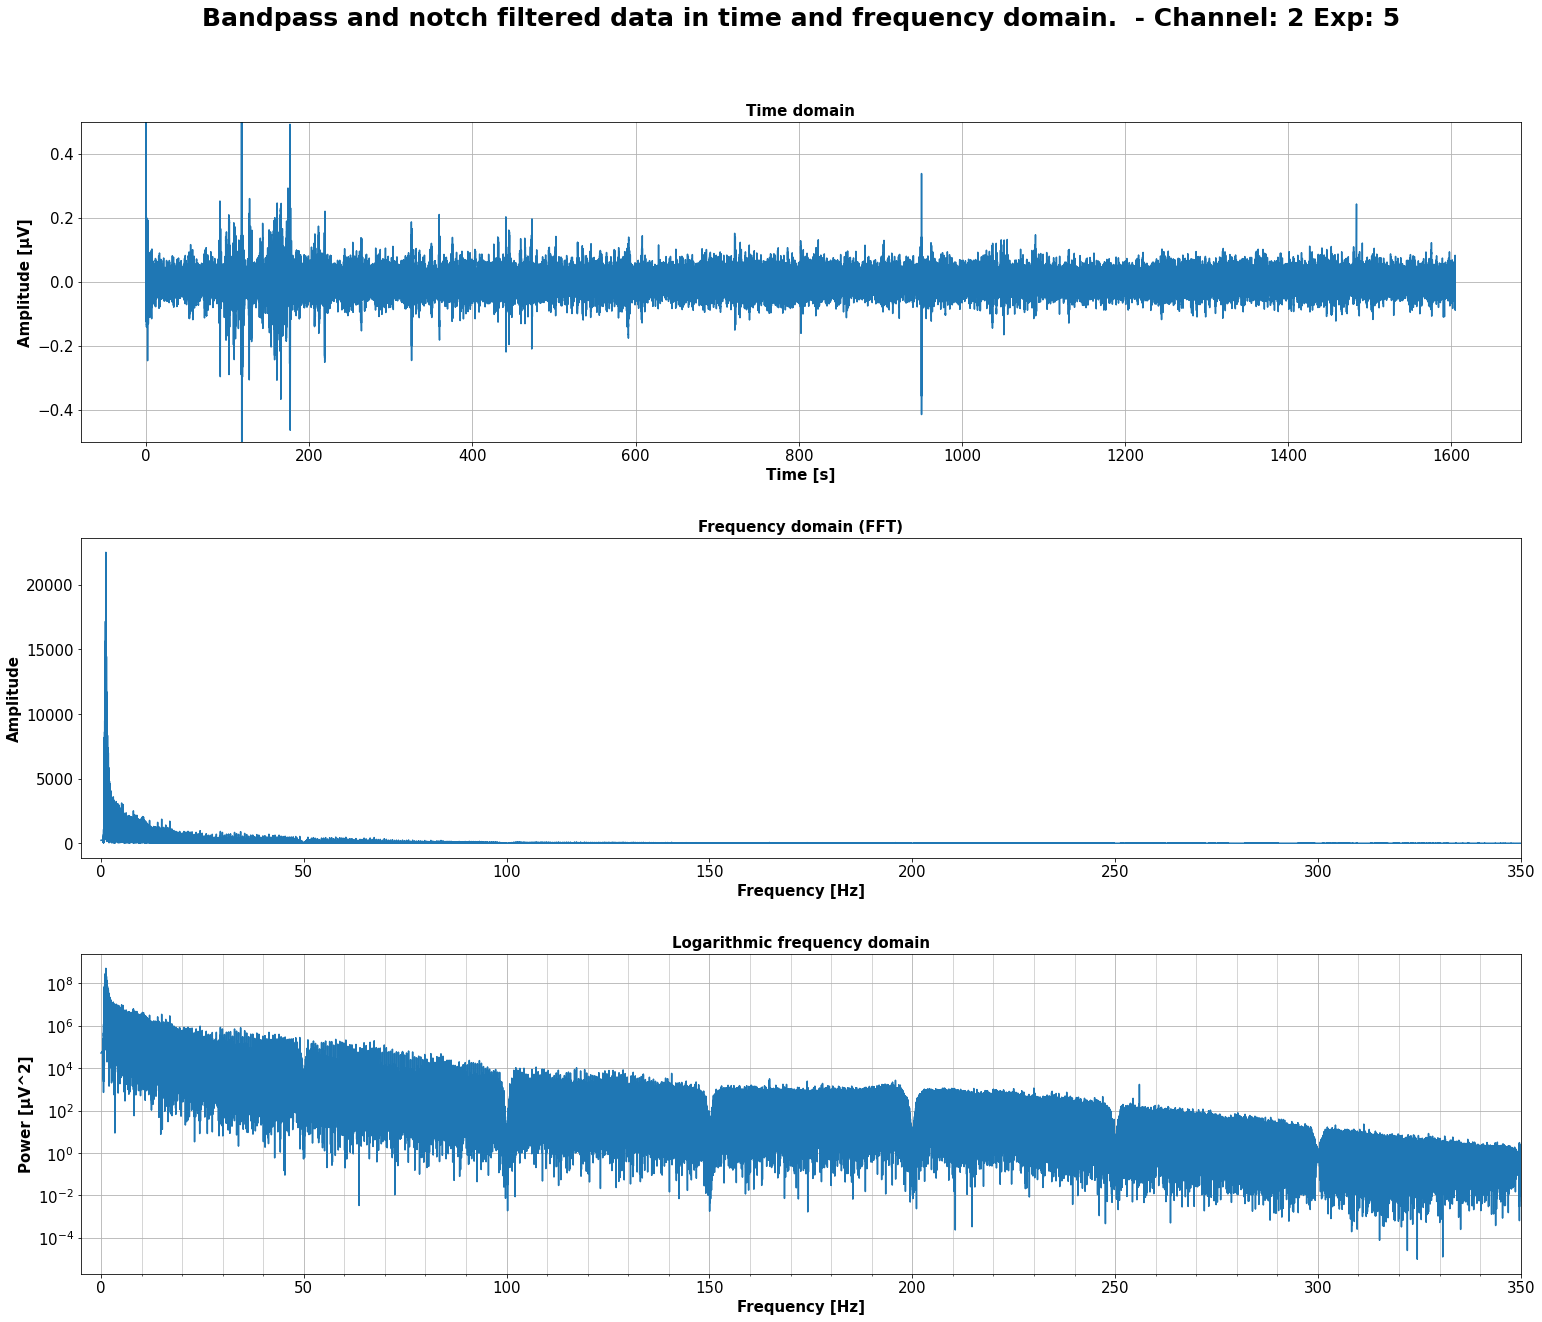 Bandpass and notch filtered data in time and frequency domain.  - Channel: 2 Exp: 5
Time domain
Amplitude [µV]
0.4
0.2
0.0
−0.2
−0.4
0 200 400 600 800 1000 1200 1400 1600
Time [s]
Frequency domain (FFT)
Amplitude
20000
15000
10000
5000
0
0 50 100 150 200 250 300 350
Frequency [Hz]
Logarithmic frequency domain
Power [µV^2]
10^8
10^6
10^4
10^2
10^0
10^−2
10^−4
0 50 100 150 200 250 300 350
Frequency [Hz]